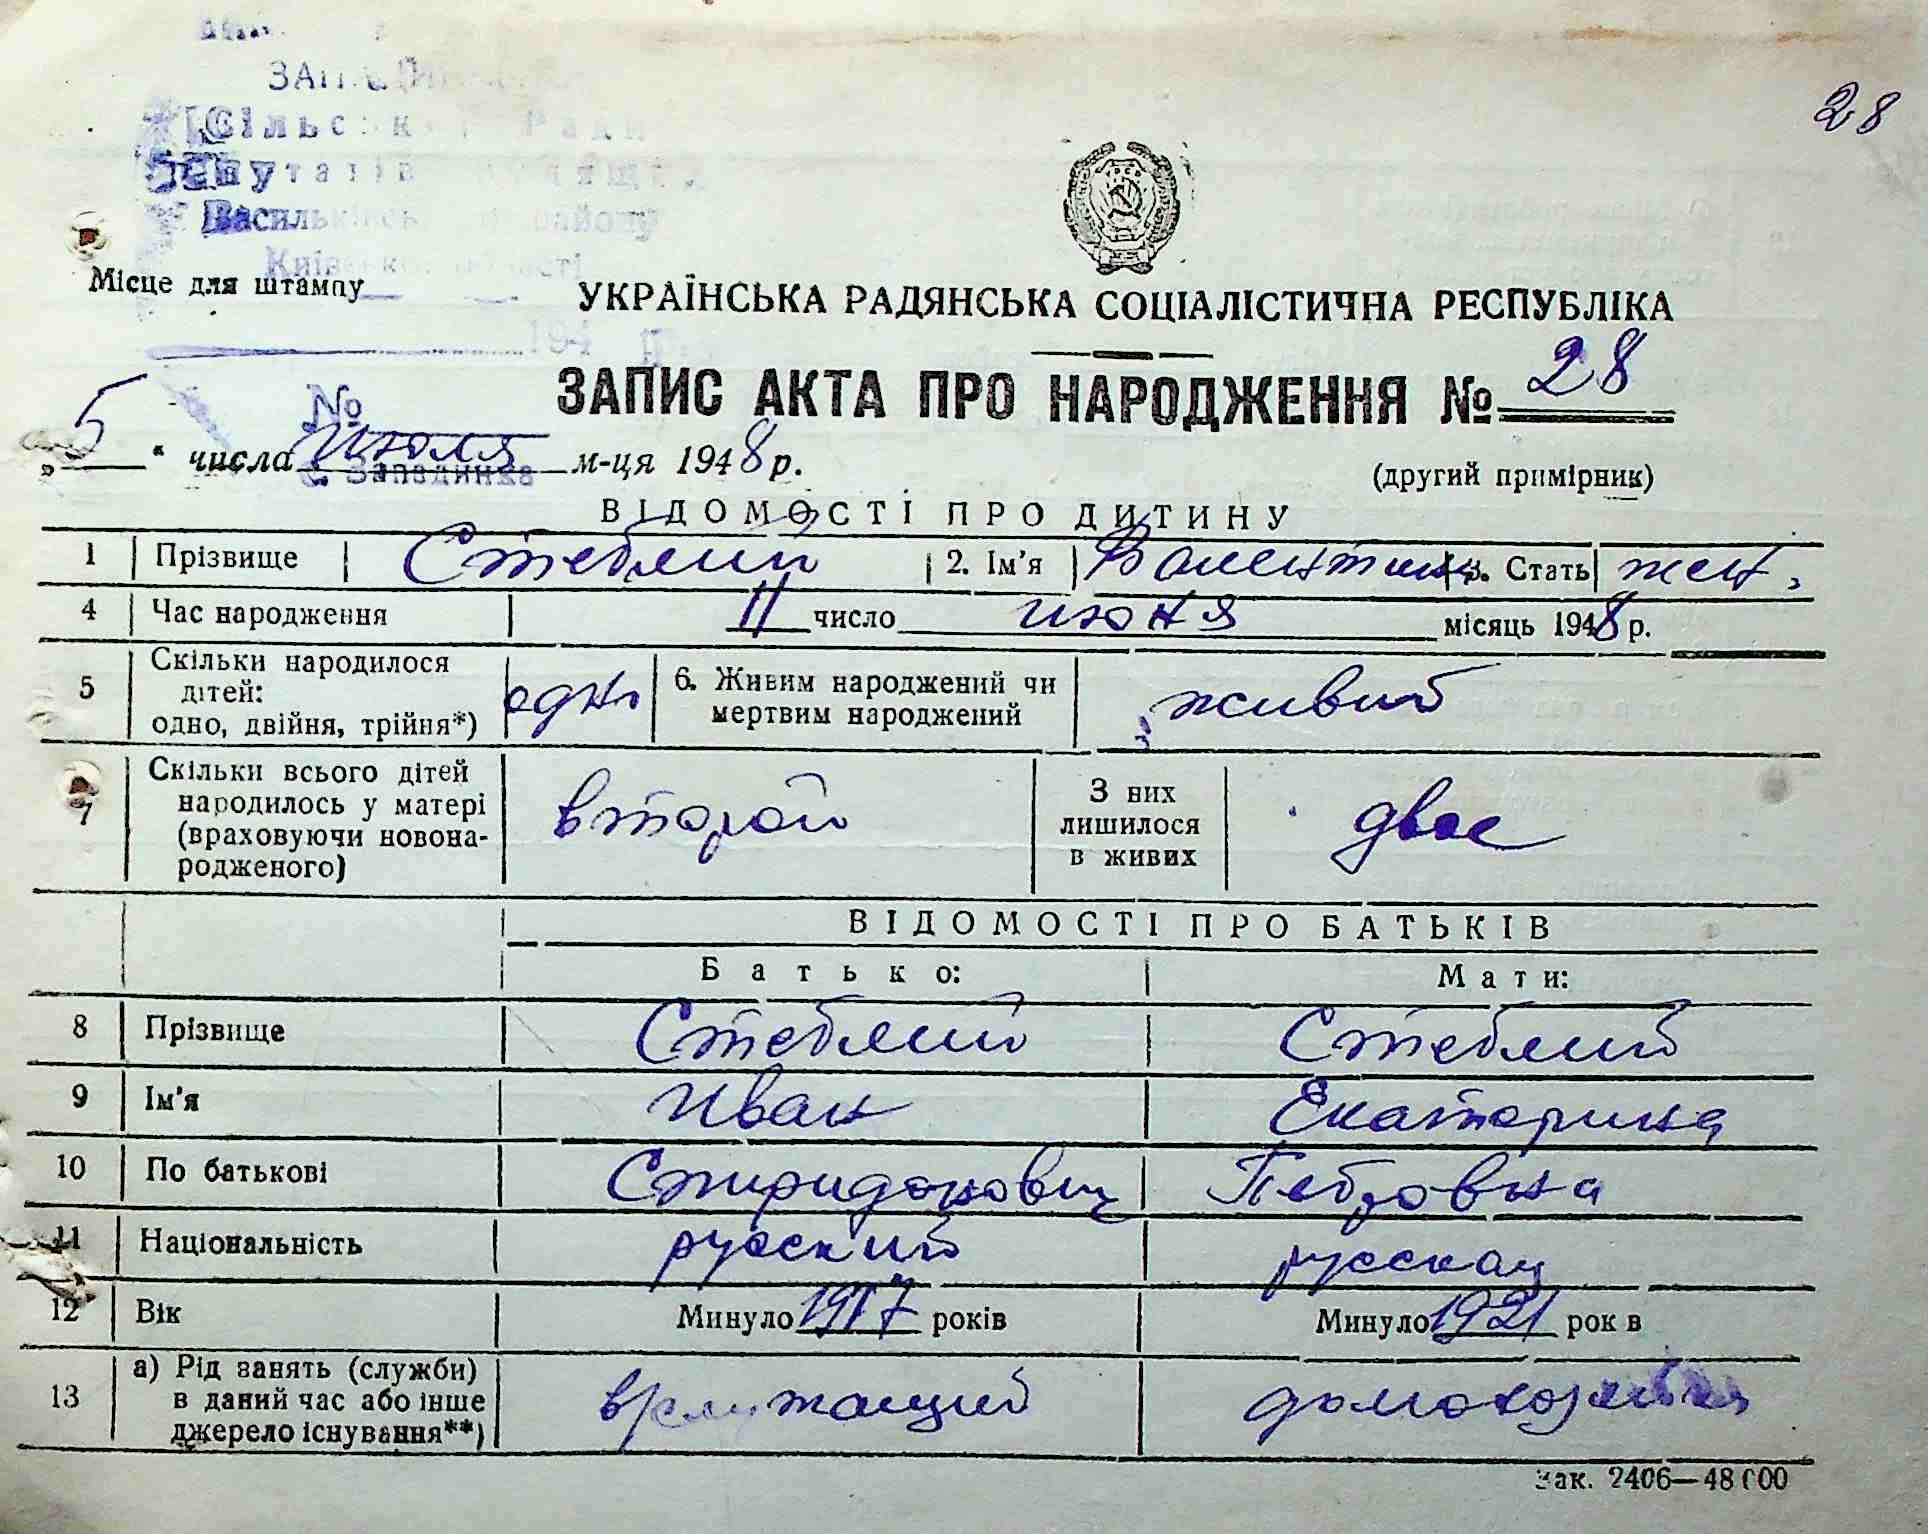 28
Сільської Ради
Васильківського району
Київської області
Місце для штампу
УКРАЇНСЬКА РАДЯНСЬКА СОЦІАЛІСТИЧНА РЕСПУБЛІКА
194
№
с. Западинка
ЗАПИС АКТА ПРО НАРОДЖЕННЯ № 28
„5“ числа Июля м-ця 1948 р.
(другий примірник)
ВІДОМОСТІ ПРО ДИТИНУ
1 Прізвище Стеблий 2. Ім'я Валентина 3. Стать жен.
4 Час народження 11 число июня місяць 1948 р.
5 Скільки народилося дітей: одно, двійня, трійня*) одно 6. Живим народжений чи мертвим народжений живой
7 Скільки всього дітей народилось у матері (враховуючи новона-родженого) второй З них лишилося в живих двое
ВІДОМОСТІ ПРО БАТЬКІВ
Батько: Мати:
8 Прізвище Стеблий Стеблий
9 Ім'я Иван Екатерина
10 По батькові Спиридонович Петровна
11 Національність русский русская
12 Вік Минуло 1917 років Минуло 1921 рок в
13 а) Рід занять (служби) в даний час або інше джерело існування**) домохозяйка
Зак. 2406—48000